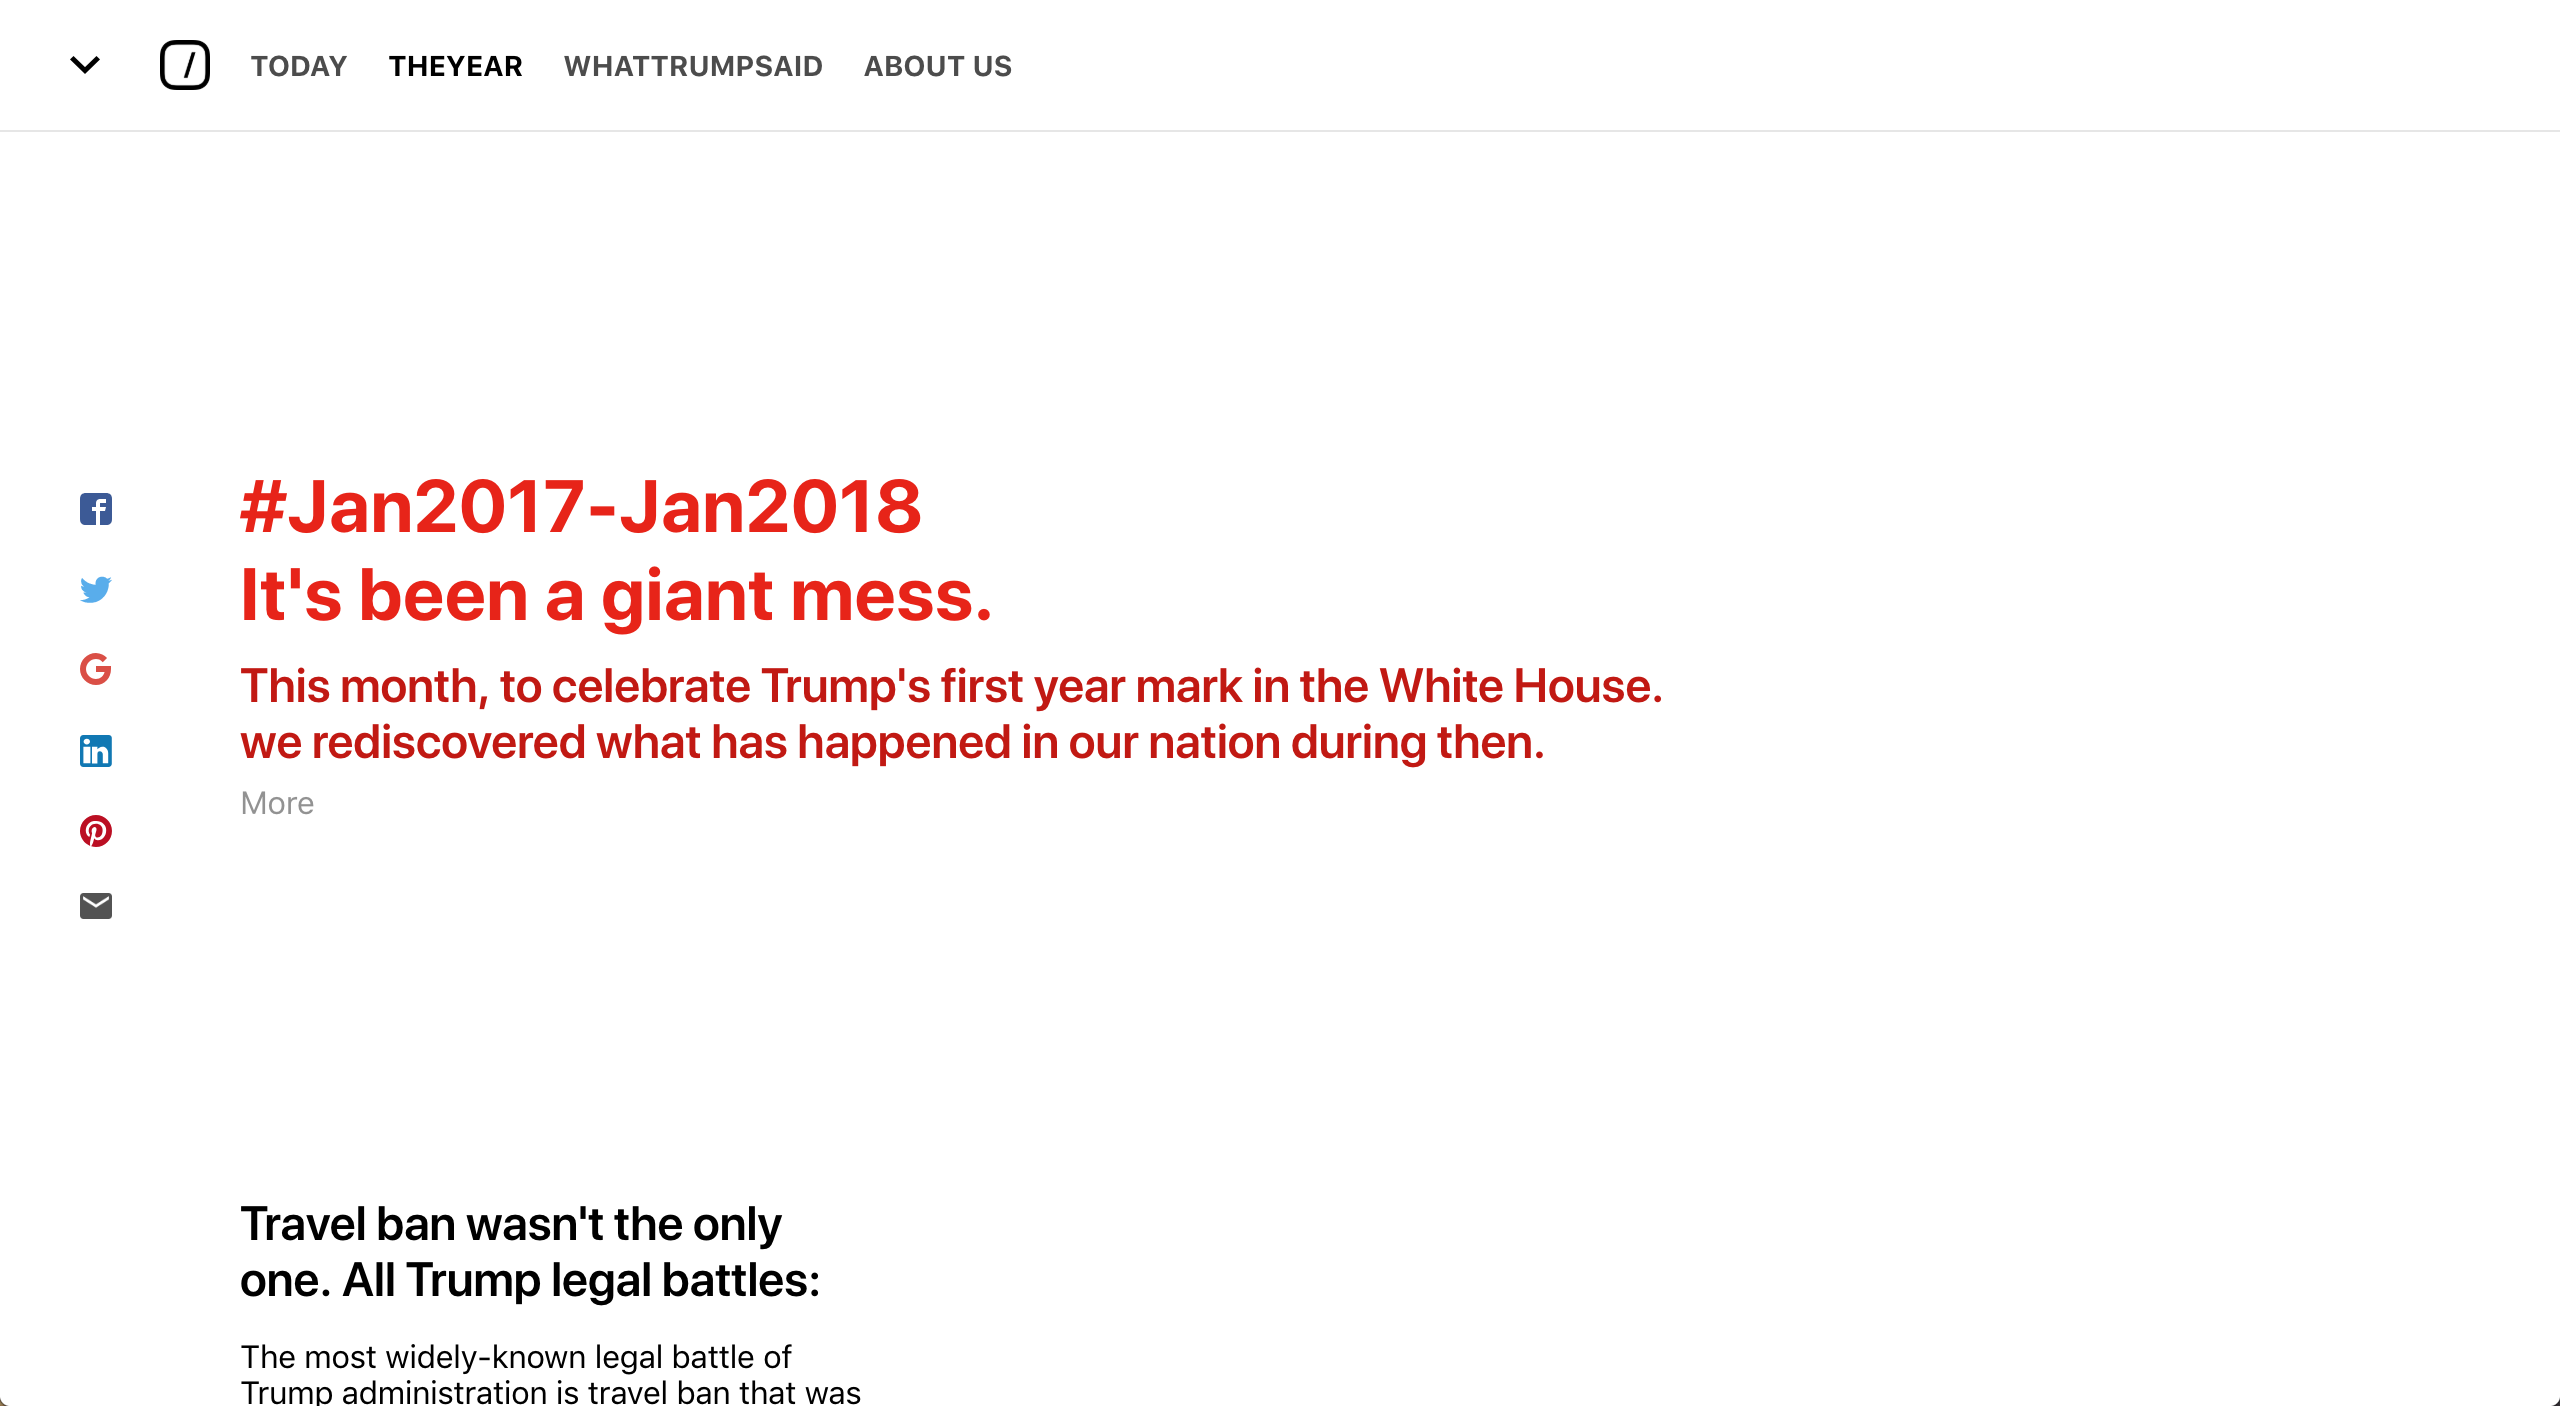 / TODAY THEYEAR WHATTRUMPSAID ABOUT US
#Jan2017-Jan2018
It's been a giant mess.
This month, to celebrate Trump's first year mark in the White House.
we rediscovered what has happened in our nation during then.
More
Travel ban wasn't the only
one. All Trump legal battles:
The most widely-known legal battle of
Trump administration is travel ban that was